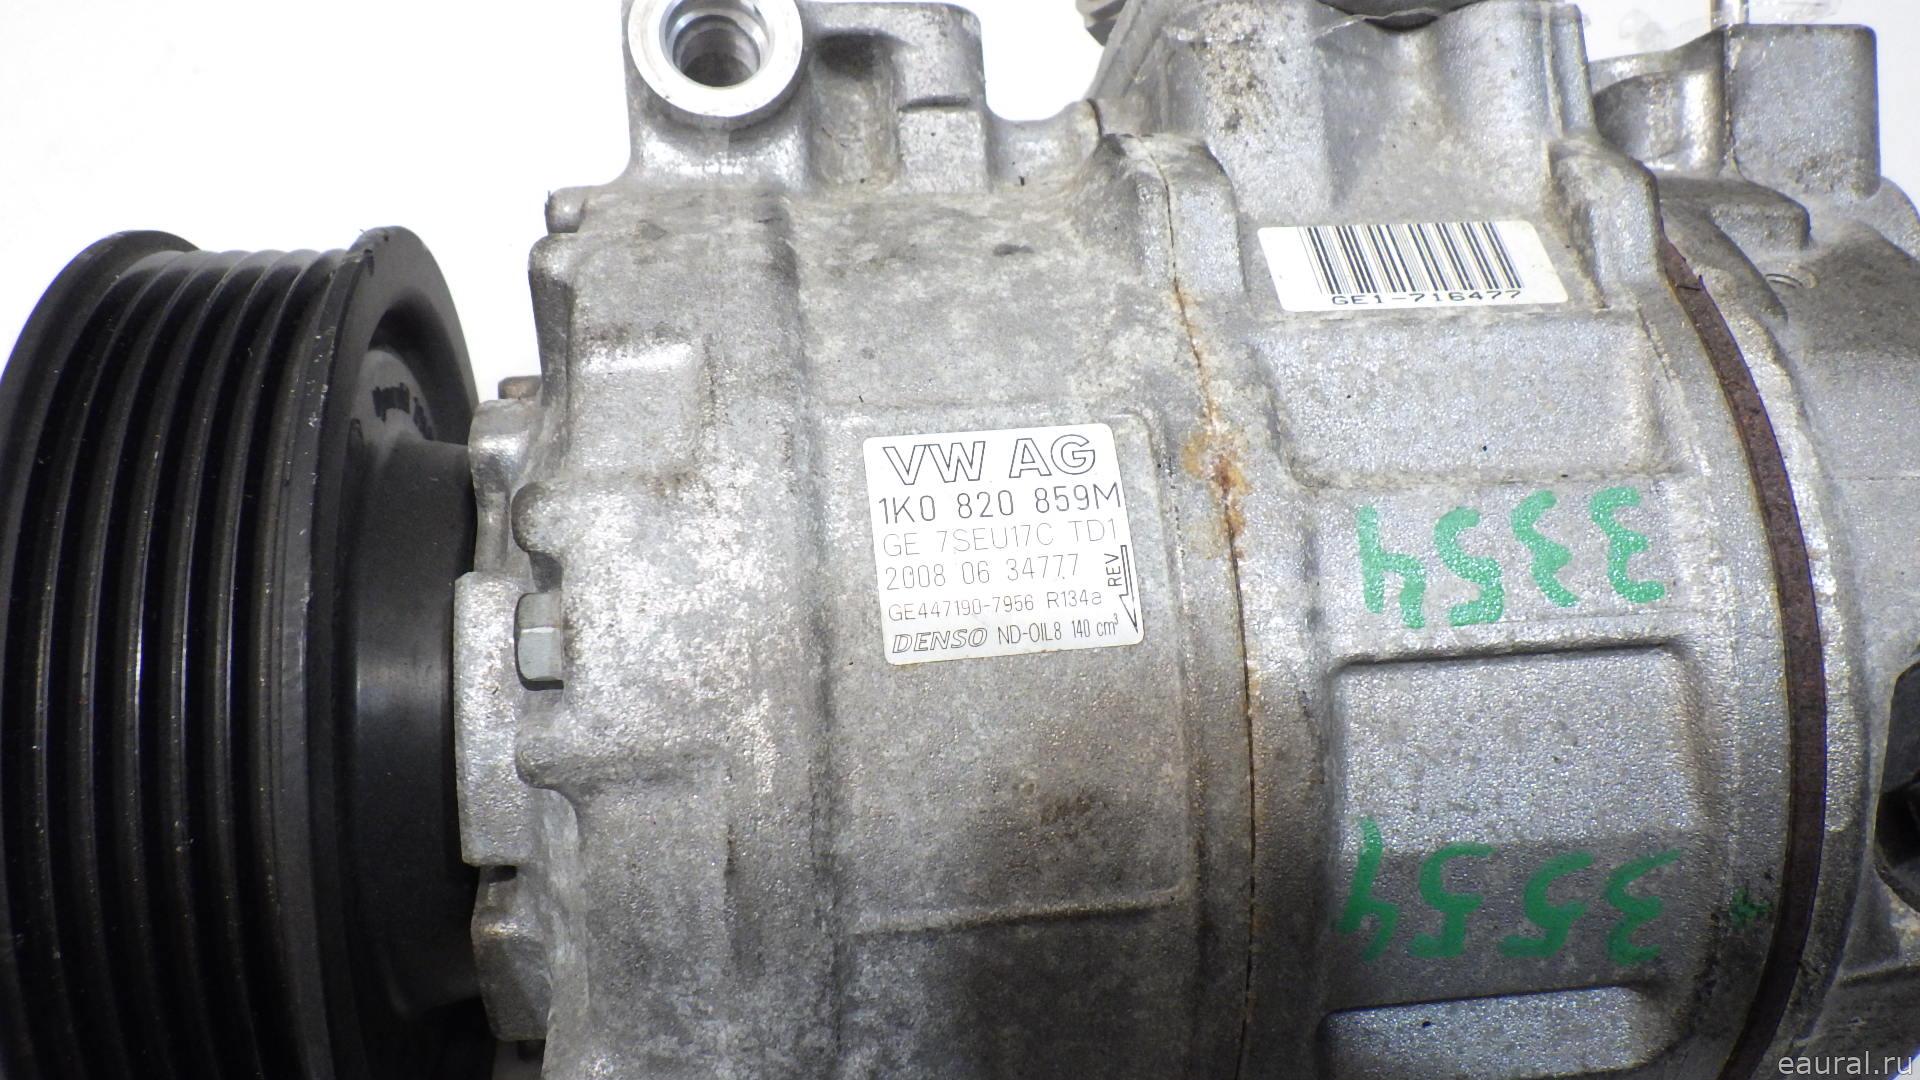 GE1-716477
VW AG
1K0 820 859M
GE 7SEU17C TD1
2008 06 34777
REV
GE447190-7956 R134a
DENSO ND-OIL8 140 cm³
3354
3554
eaural.ru